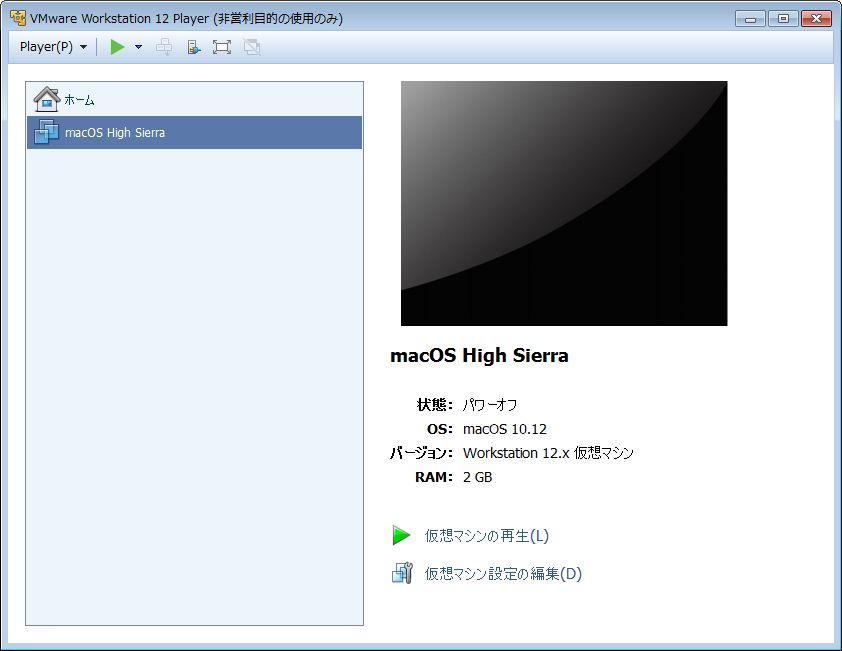 VMware Workstation 12 Player (非営利目的の使用のみ)
Player(P)
ホーム
macOS High Sierra
macOS High Sierra
状態: パワーオフ
OS: macOS 10.12
バージョン: Workstation 12.x 仮想マシン
RAM: 2 GB
仮想マシンの再生(L)
仮想マシン設定の編集(D)